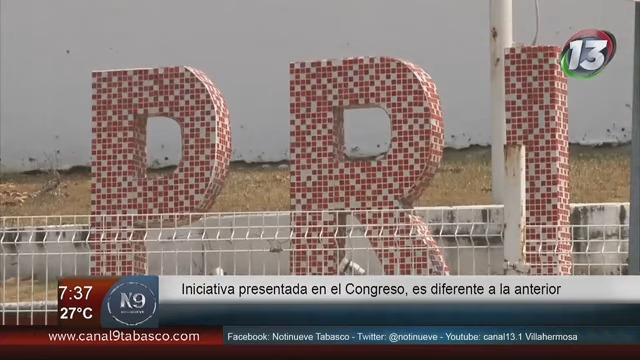 13
PRI
7:37
27°C
N9
Iniciativa presentada en el Congreso, es diferente a la anterior
www.canal9tabasco.com
Facebook: Notinueve Tabasco - Twitter: @notinueve - Youtube: canal13.1 Villahermosa